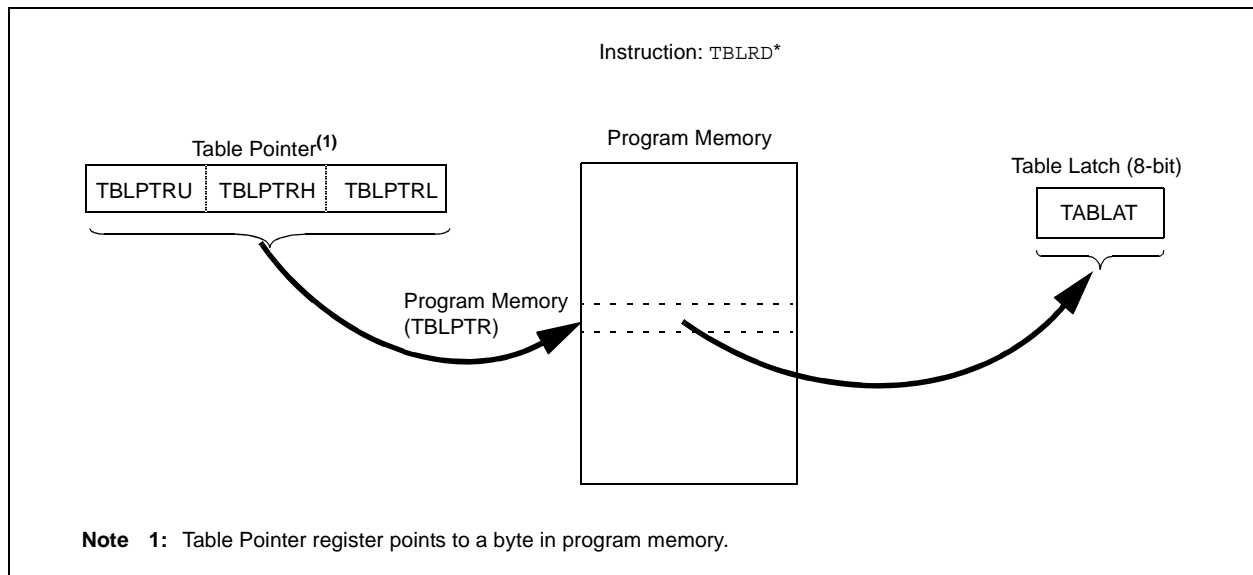 Instruction: TBLRD*
Table Pointer(1)
TBLPTRU TBLPTRH TBLPTRL
Program Memory
(TBLPTR)
Program Memory
Table Latch (8-bit)
TABLAT
Note 1: Table Pointer register points to a byte in program memory.